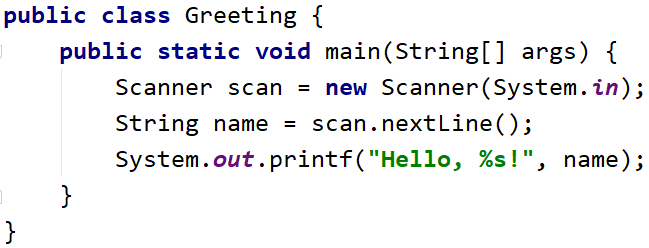 public class Greeting {
    public static void main(String[] args) {
        Scanner scan = new Scanner(System.in);
        String name = scan.nextLine();
        System.out.printf("Hello, %s!", name);
    }
}